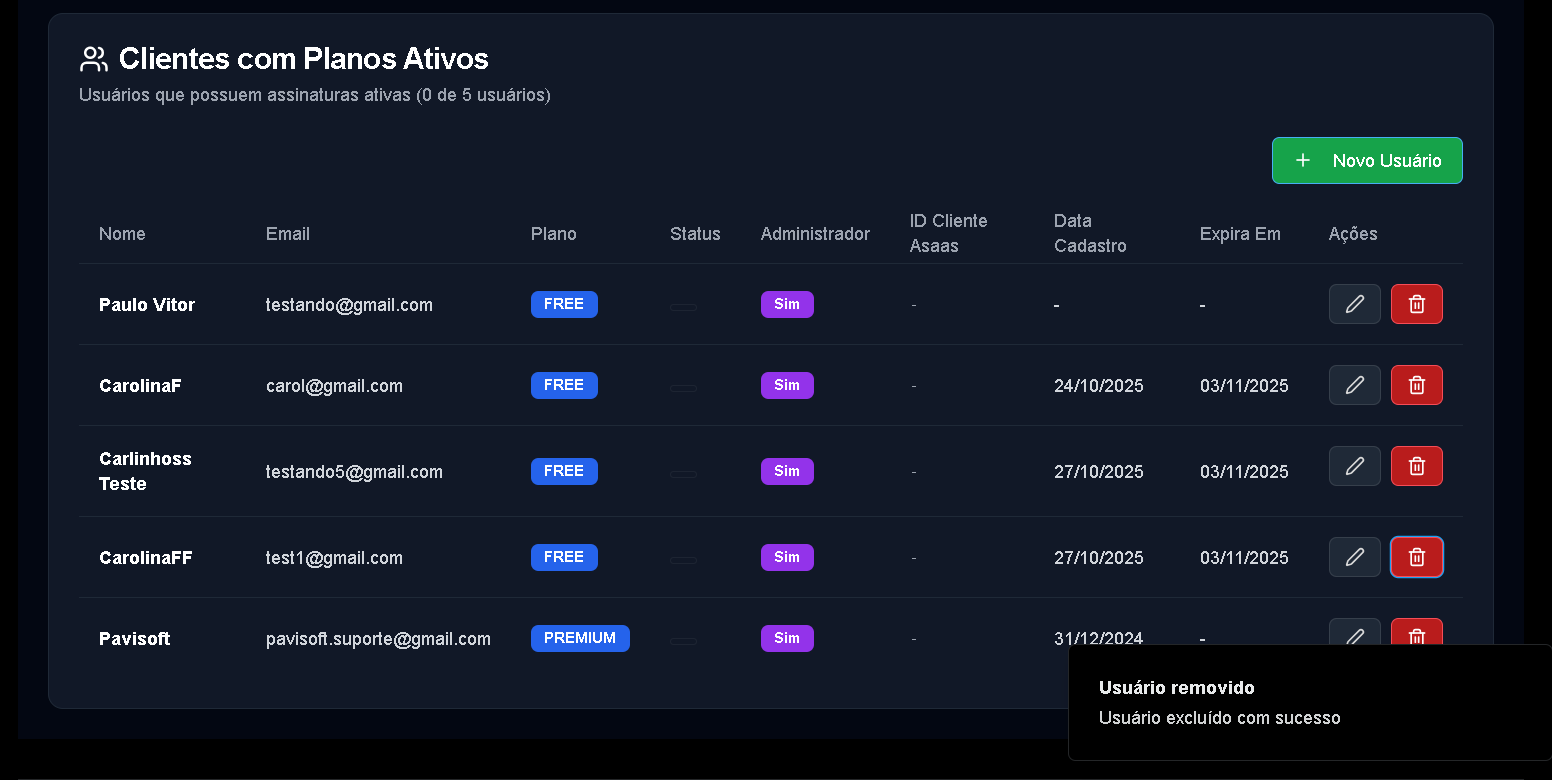 Clientes com Planos Ativos
Usuários que possuem assinaturas ativas (0 de 5 usuários)
+ Novo Usuário
Nome Email Plano Status Administrador ID Cliente Asaas Data Cadastro Expira Em Ações
Paulo Vitor testando@gmail.com FREE Sim - - -
CarolinaF carol@gmail.com FREE Sim - 24/10/2025 03/11/2025
Carlinhoss Teste testando5@gmail.com FREE Sim - 27/10/2025 03/11/2025
CarolinaFF test1@gmail.com FREE Sim - 27/10/2025 03/11/2025
Pavisoft pavisoft.suporte@gmail.com PREMIUM Sim - 31/12/2024 -
Usuário removido
Usuário excluído com sucesso